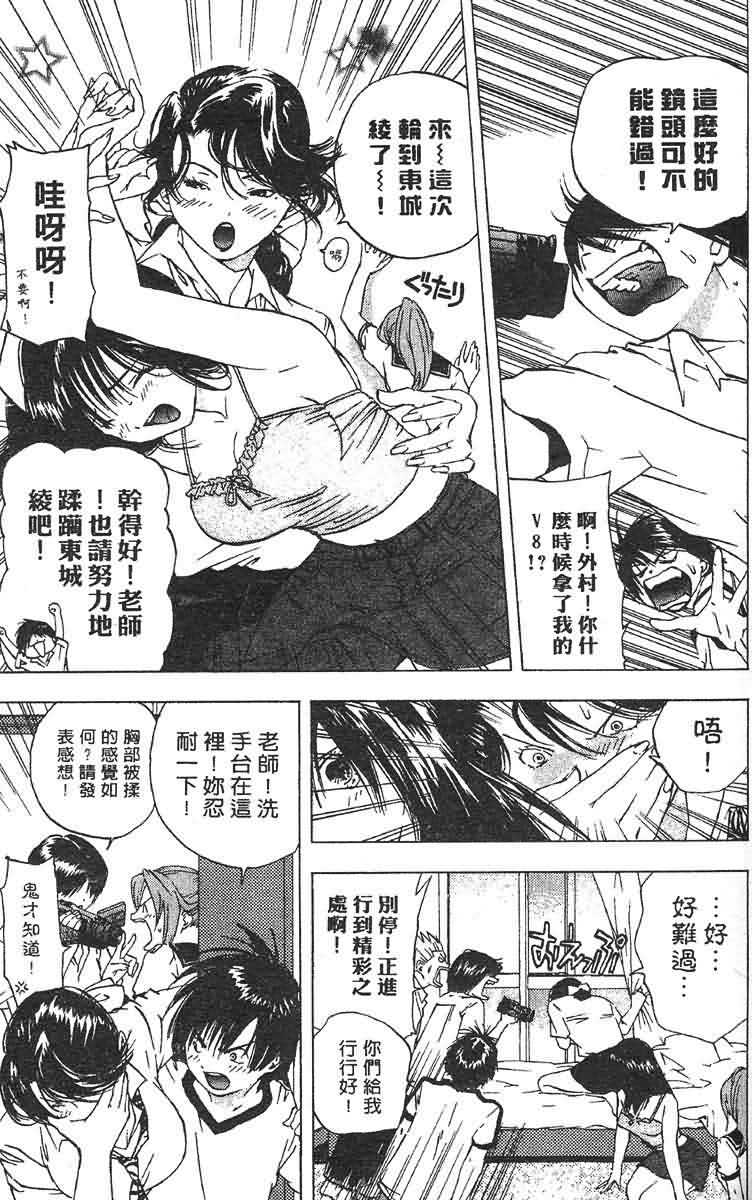 這麼好的
鏡頭可不
能錯過！
啊！外村！你什
麼時候拿了我的
V8！？
來～這次
輪到東城
綾了～！
嗚
ぐったり
哇呀呀！
不要啊！
幹得好！老師
！也請努力地
蹂躪東城
綾吧！
唔！
…好…
好難過…
おえっぷ
別停！正進
行到精彩之
處啊！
你們給我
行行好！
老師！洗
手台在這
裡！妳忍
耐一下！
胸部被揉
的感覺如
何？請發
表感想！
鬼才知道！